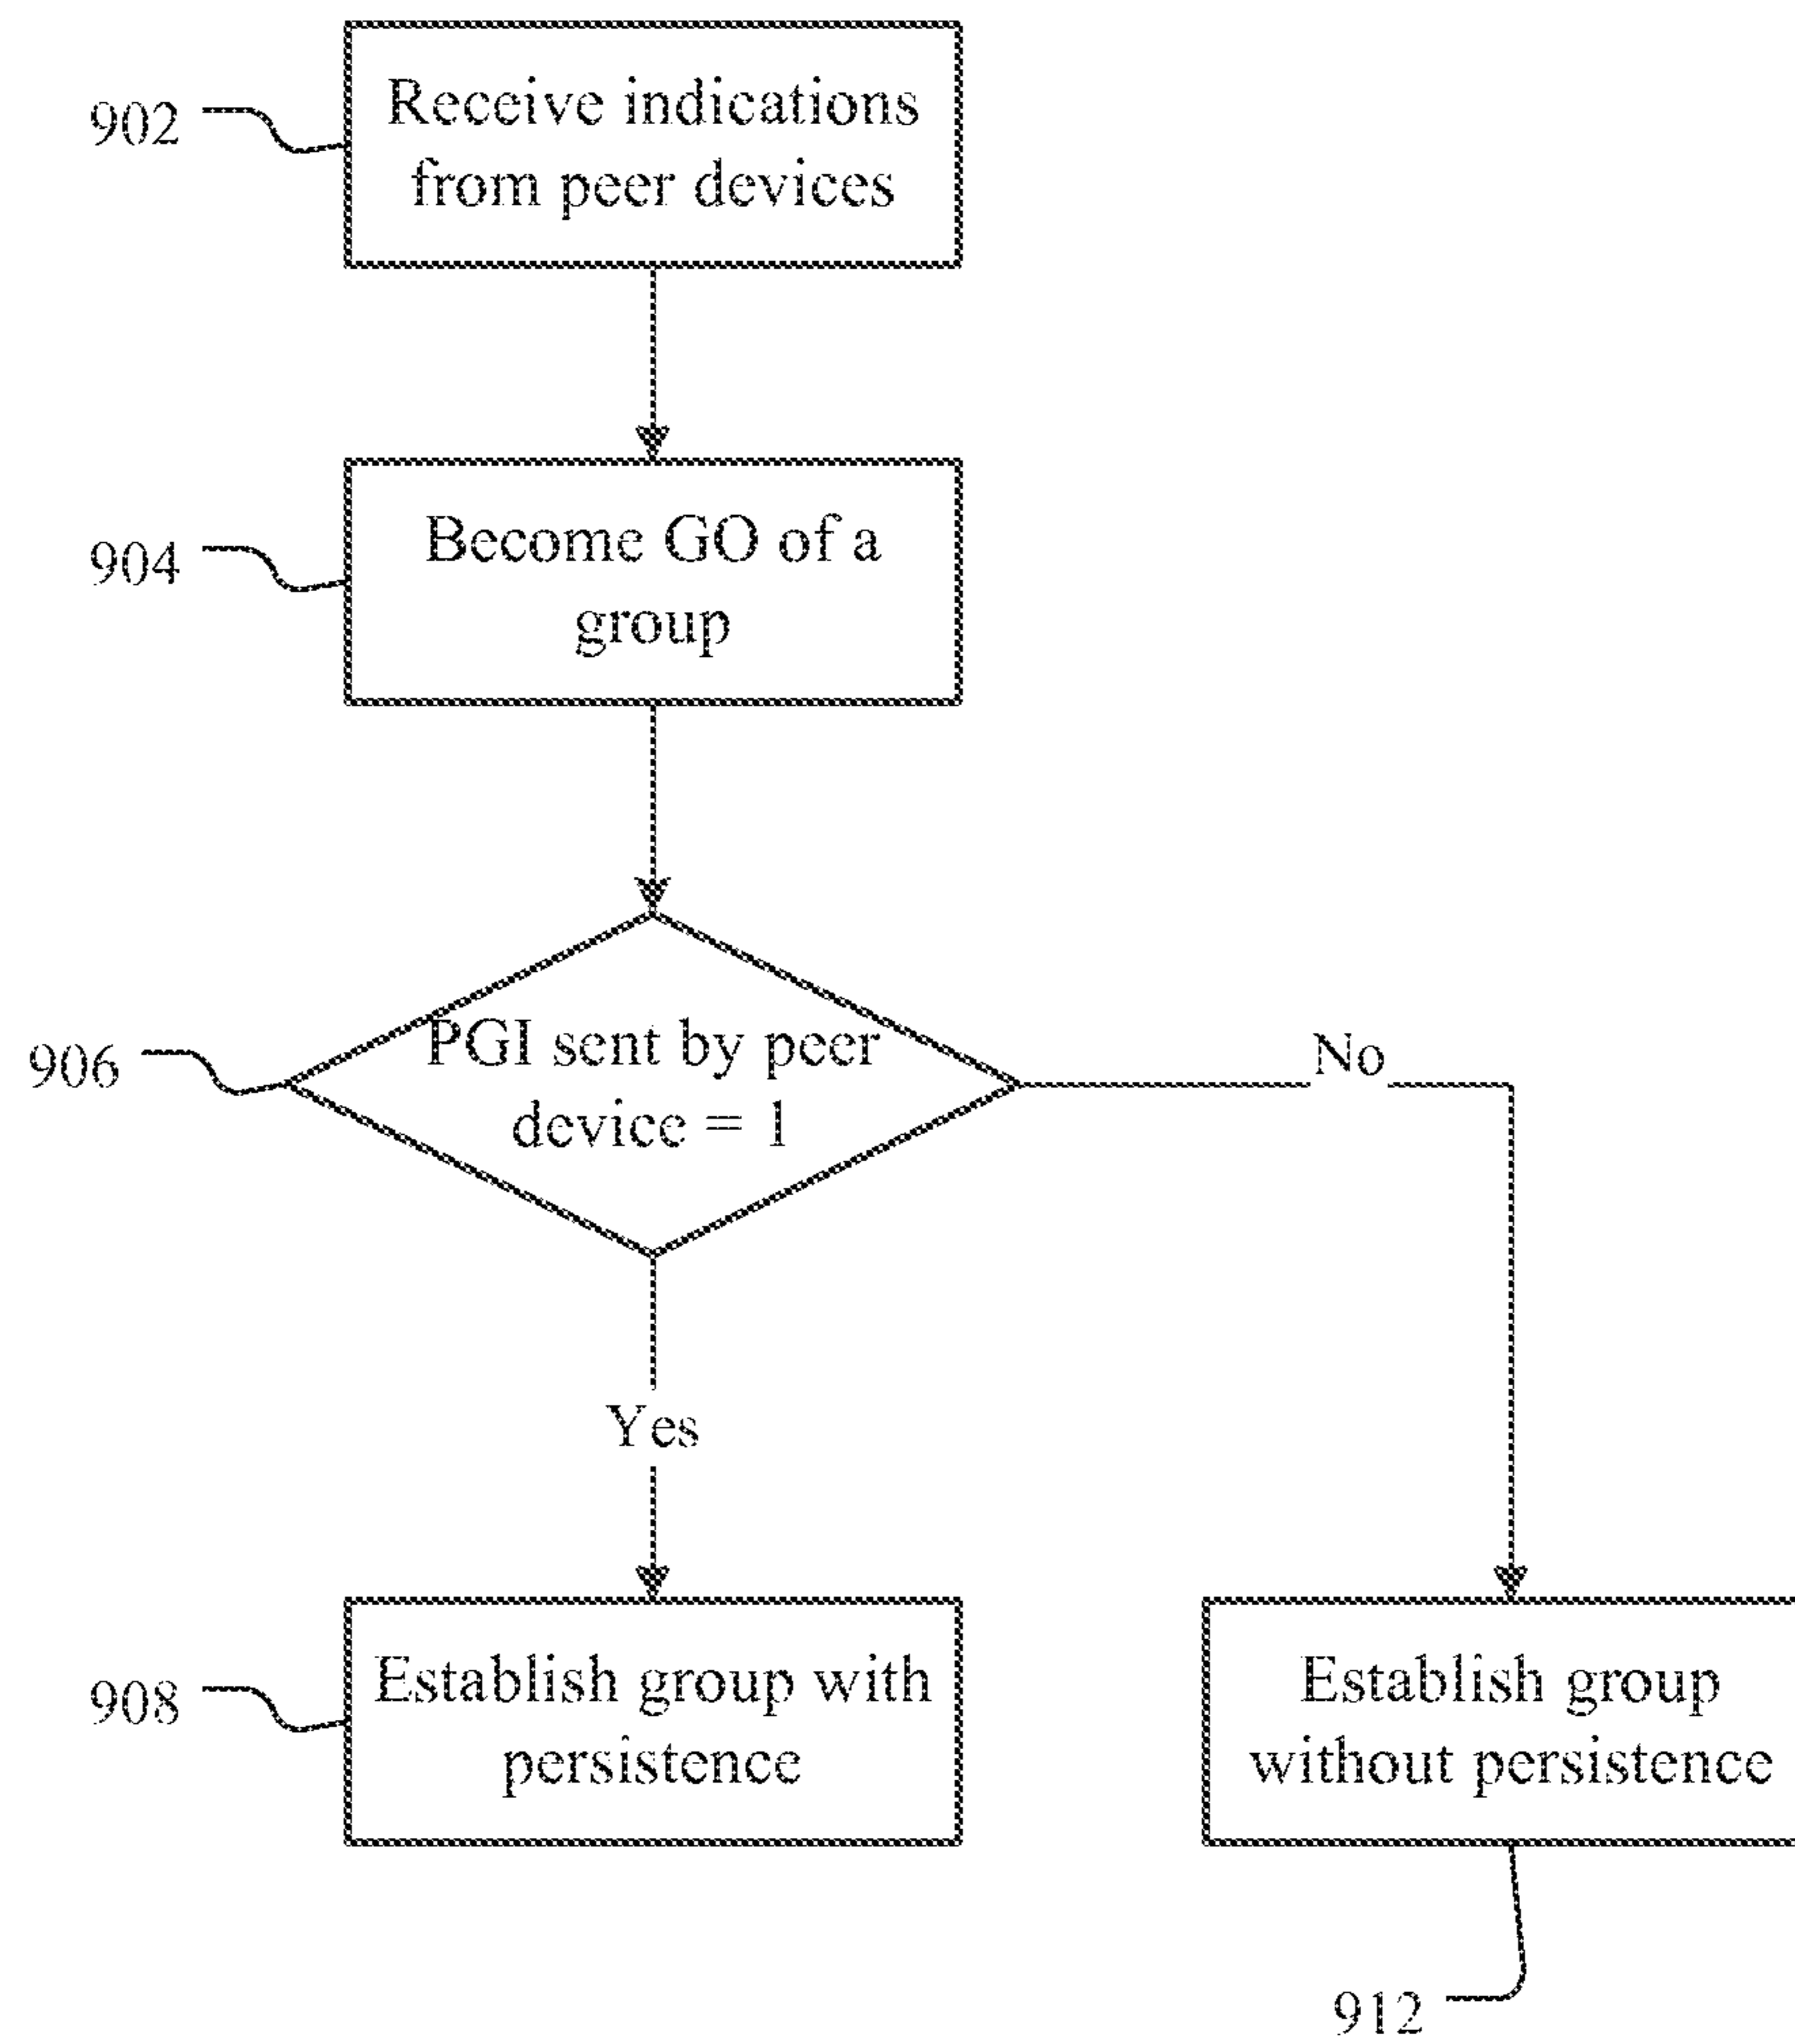 902
Receive indications
from peer devices
904
Become GO of a
group
906
PGI sent by peer
device = 1
No
Yes
908
Establish group with
persistence
Establish group
without persistence
912